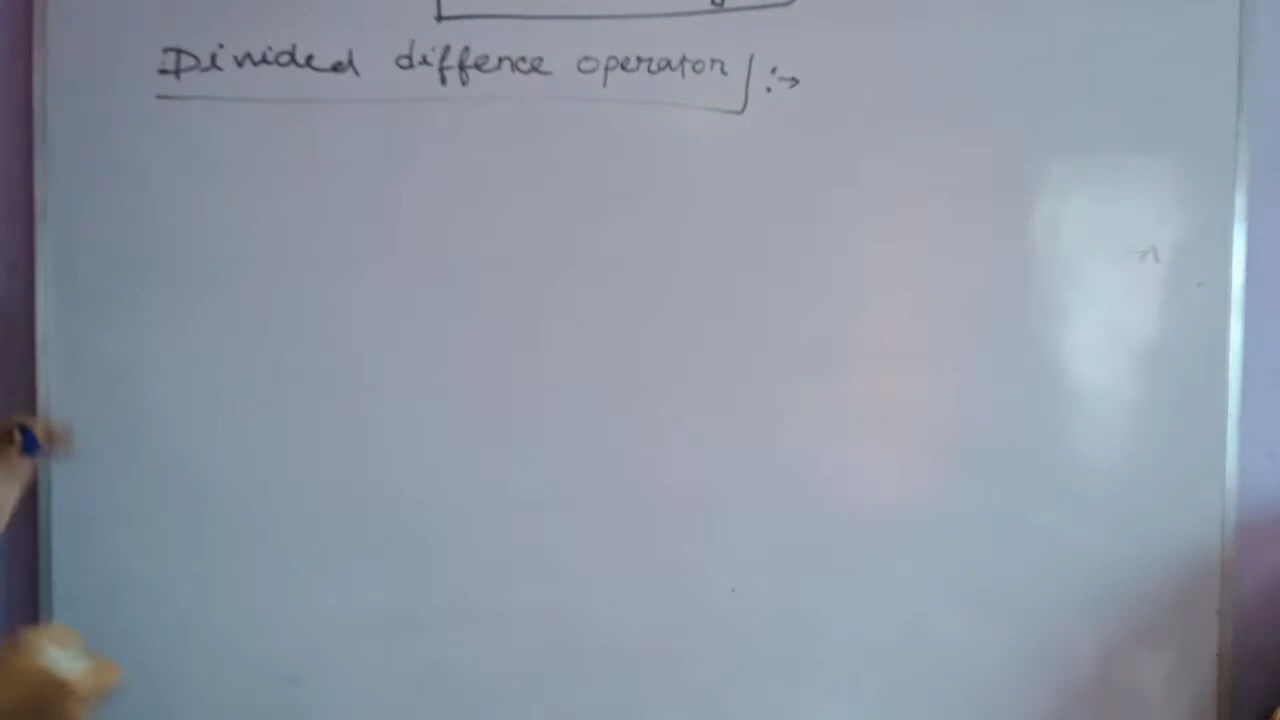 Divided diffence operator :→